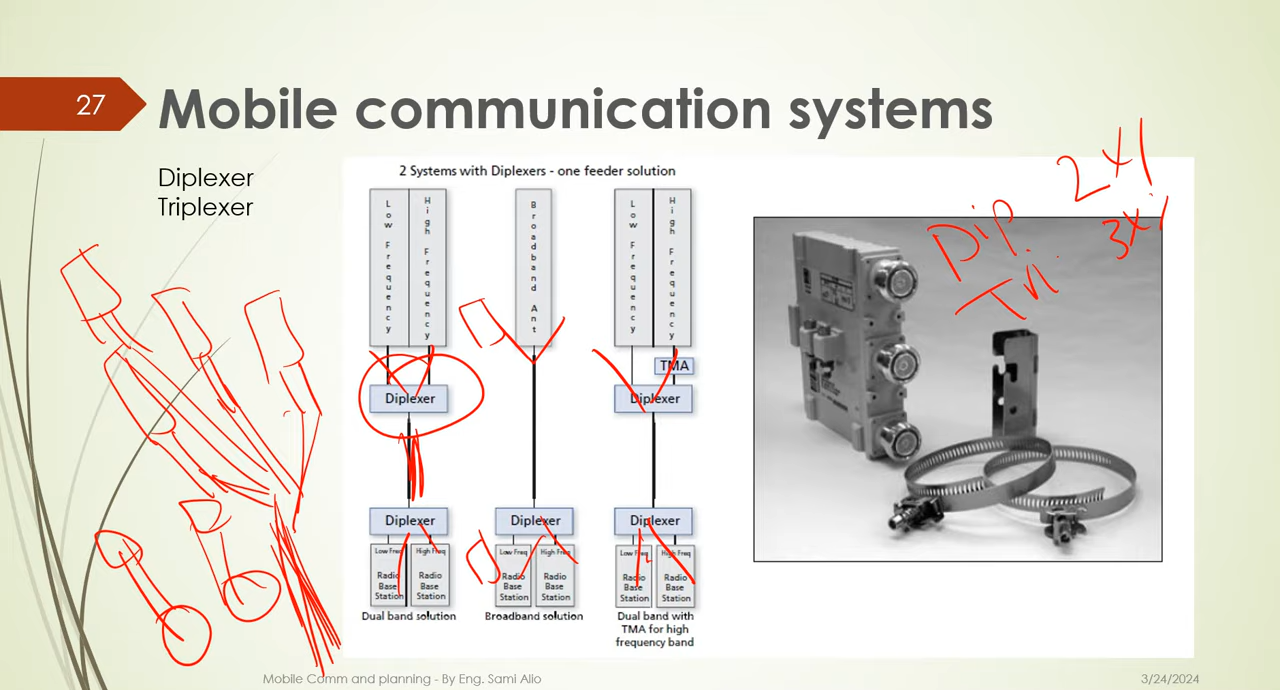 27
Mobile communication systems
Diplexer
Triplexer
2 Systems with Diplexers - one feeder solution
Low Frequency
High Frequency
Broadband Ant
Low Frequency
High Frequency
TMA
Diplexer
Diplexer
Diplexer
Diplexer
Diplexer
Low Freq
High Freq
Low Freq
High Freq
Low Freq
High Freq
Radio Base Station
Radio Base Station
Radio Base Station
Radio Base Station
Radio Base Station
Radio Base Station
Dual band solution
Broadband solution
Dual band with
TMA for high
frequency band
Dip. 2x1
Tri. 3x1
Mobile Comm and planning - By Eng. Sami Alio
3/24/2024